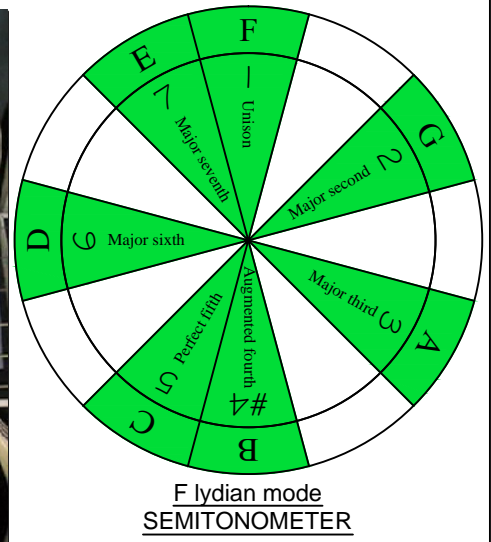 F
1 Unison
G
2 Major second
A
3 Major third
B
#4 Augmented fourth
C
5 Perfect fifth
D
6 Major sixth
E
7 Major seventh
F lydian mode
SEMITONOMETER